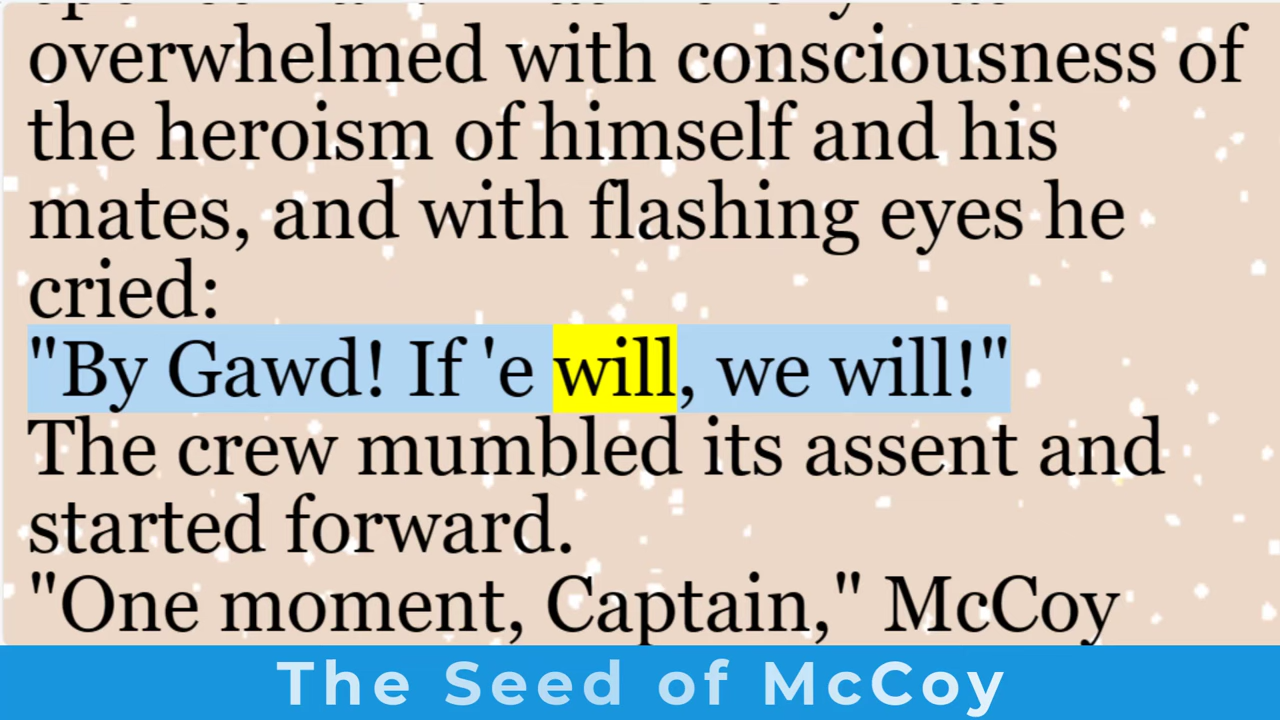 overwhelmed with consciousness of
the heroism of himself and his
mates, and with flashing eyes he
cried:
"By Gawd! If 'e will, we will!"
The crew mumbled its assent and
started forward.
"One moment, Captain," McCoy
The Seed of McCoy